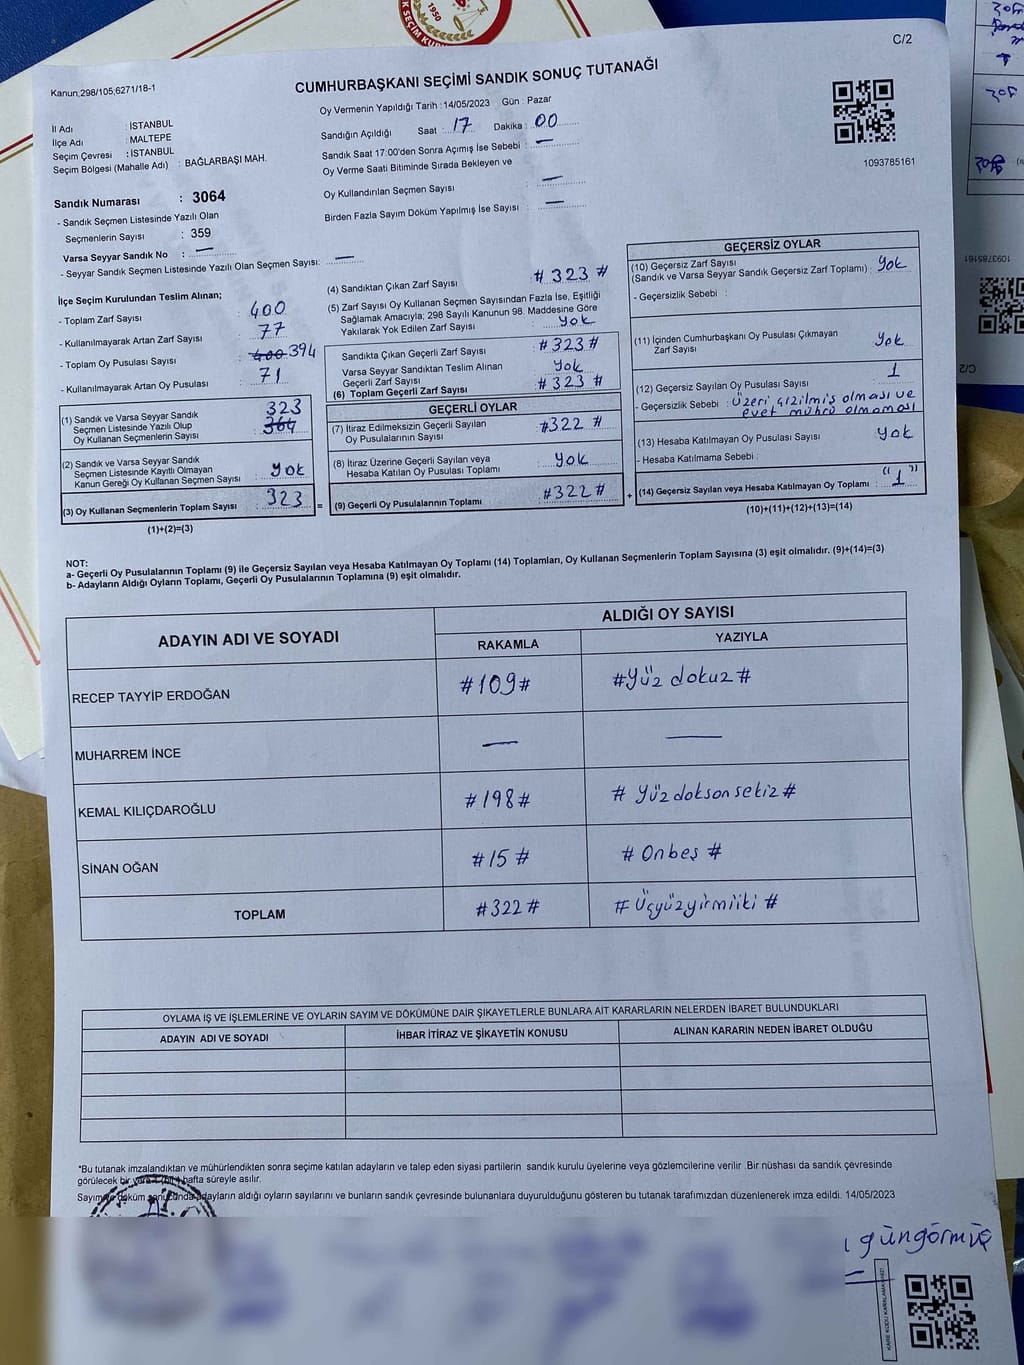 C/2
Kanun,298/105,6271/18-1
CUMHURBAŞKANI SEÇİMİ SANDIK SONUÇ TUTANAĞI
Oy Vermenin Yapıldığı Tarih :14/05/2023 Gün : Pazar
İl Adı : İSTANBUL
İlçe Adı : MALTEPE
Seçim Çevresi : İSTANBUL
Seçim Bölgesi (Mahalle Adı) : BAĞLARBAŞI MAH.
Sandık Numarası : 3064
- Sandık Seçmen Listesinde Yazılı Olan
Seçmenlerin Sayısı : 359
Varsa Seyyar Sandık No : —
- Seyyar Sandık Seçmen Listesinde Yazılı Olan Seçmen Sayısı: —
Sandığın Açıldığı Saat : 17 Dakika : 00
Sandık Saat 17:00'den Sonra Açımış İse Sebebi : —
Oy Verme Saati Bitiminde Sırada Bekleyen ve
Oy Kullandırılan Seçmen Sayısı : —
Birden Fazla Sayım Döküm Yapılmış İse Sayısı : —
1093785161
İlçe Seçim Kurulundan Teslim Alınan;
- Toplam Zarf Sayısı : 400
- Kullanılmayarak Artan Zarf Sayısı : 77
- Toplam Oy Pusulası Sayısı : 400 394
- Kullanılmayarak Artan Oy Pusulası : 71
(1) Sandık ve Varsa Seyyar Sandık
Seçmen Listesinde Yazılı Olup
Oy Kullanan Seçmenlerin Sayısı : 323 364
(2) Sandık ve Varsa Seyyar Sandık
Seçmen Listesinde Kayıtlı Olmayan
Kanun Gereği Oy Kullanan Seçmen Sayısı : yok
(3) Oy Kullanan Seçmenlerin Toplam Sayısı : 323
(1)+(2)=(3)
(4) Sandıktan Çıkan Zarf Sayısı : # 323 #
(5) Zarf Sayısı Oy Kullanan Seçmen Sayısından Fazla İse, Eşitliği
Sağlamak Amacıyla; 298 Sayılı Kanunun 98. Maddesine Göre
Yakılarak Yok Edilen Zarf Sayısı : yok
Sandıkta Çıkan Geçerli Zarf Sayısı : #323 #
Varsa Seyyar Sandıktan Teslim Alınan
Geçerli Zarf Sayısı : yok
(6) Toplam Geçerli Zarf Sayısı : #323 #
GEÇERLİ OYLAR
(7) İtiraz Edilmeksizin Geçerli Sayılan
Oy Pusulalarının Sayısı : #322 #
(8) İtiraz Üzerine Geçerli Sayılan veya
Hesaba Katılan Oy Pusulası Toplamı : yok
= (9) Geçerli Oy Pusulalarının Toplamı : #322#
GEÇERSİZ OYLAR
(10) Geçersiz Zarf Sayısı
(Sandık ve Varsa Seyyar Sandık Geçersiz Zarf Toplamı) : yok
- Geçersizlik Sebebi :
(11) İçinden Cumhurbaşkanı Oy Pusulası Çıkmayan
Zarf Sayısı : yok
(12) Geçersiz Sayılan Oy Pusulası Sayısı : 1
- Geçersizlik Sebebi : üzeri çizilmiş olması ve
evet mührü olmaması
(13) Hesaba Katılmayan Oy Pusulası Sayısı : yok
- Hesaba Katılmama Sebebi :
+ (14) Geçersiz Sayılan veya Hesaba Katılmayan Oy Toplamı : "1"
(10)+(11)+(12)+(13)=(14)
NOT:
a- Geçerli Oy Pusulalarının Toplamı (9) ile Geçersiz Sayılan veya Hesaba Katılmayan Oy Toplamı (14) Toplamları, Oy Kullanan Seçmenlerin Toplam Sayısına (3) eşit olmalıdır. (9)+(14)=(3)
b- Adayların Aldığı Oyların Toplamı, Geçerli Oy Pusulalarının Toplamına (9) eşit olmalıdır.
ADAYIN ADI VE SOYADI
ALDIĞI OY SAYISI
RAKAMLA YAZIYLA
RECEP TAYYİP ERDOĞAN #109# #yüz dokuz #
MUHARREM İNCE — —
KEMAL KILIÇDAROĞLU #198# # yüz doksan sekiz #
SİNAN OĞAN #15 # # Onbeş #
TOPLAM #322 # # Üçyüzyirmiiki #
OYLAMA İŞ VE İŞLEMLERİNE VE OYLARIN SAYIM VE DÖKÜMÜNE DAİR ŞİKAYETLERLE BUNLARA AİT KARARLARIN NELERDEN İBARET BULUNDUKLARI
ADAYIN ADI VE SOYADI İHBAR İTİRAZ VE ŞİKAYETİN KONUSU ALINAN KARARIN NEDEN İBARET OLDUĞU
*Bu tutanak imzalandıktan ve mühürlendikten sonra seçime katılan adayların ve talep eden siyasi partilerin sandık kurulu üyelerine veya gözlemcilerine verilir .Bir nüshası da sandık çevresinde
görülecek bir yere 1 (bir) hafta süreyle asılır.
Sayım ve döküm sonucunda adayların aldığı oyların sayılarını ve bunların sandık çevresinde bulunanlara duyurulduğunu gösteren bu tutanak tarafımızdan düzenlenerek imza edildi. 14/05/2023
güngörmüş